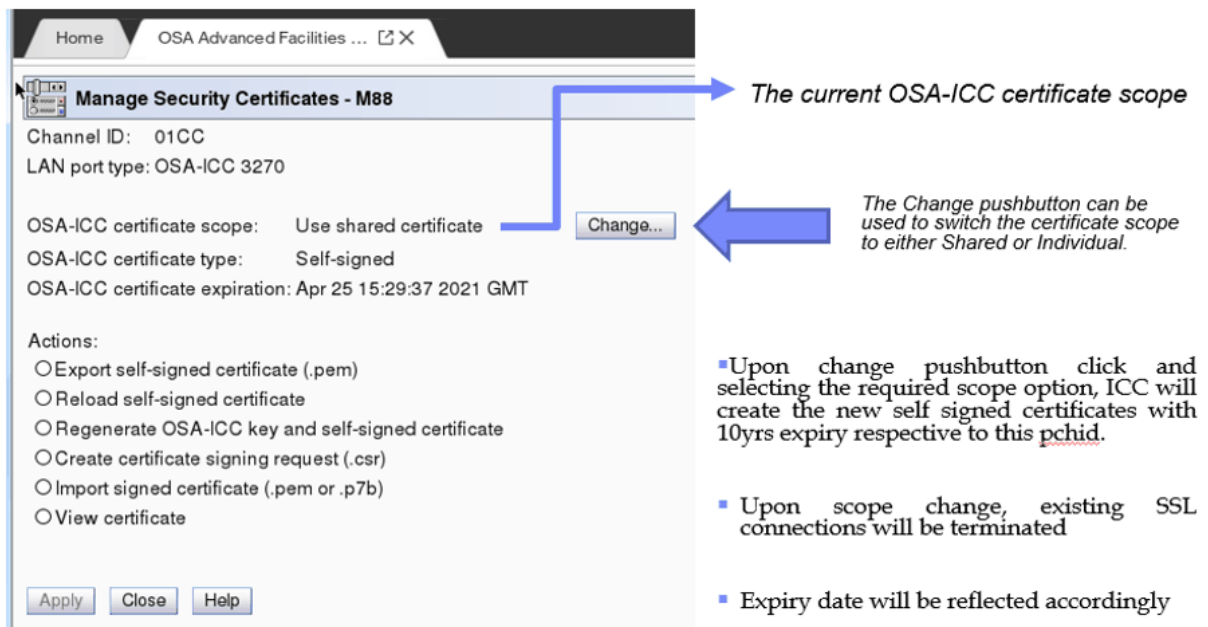 Home
OSA Advanced Facilities ...
Manage Security Certificates - M88
Channel ID: 01CC
LAN port type: OSA-ICC 3270
OSA-ICC certificate scope: Use shared certificate
Change...
OSA-ICC certificate type: Self-signed
OSA-ICC certificate expiration: Apr 25 15:29:37 2021 GMT
Actions:
Export self-signed certificate (.pem)
Reload self-signed certificate
Regenerate OSA-ICC key and self-signed certificate
Create certificate signing request (.csr)
Import signed certificate (.pem or .p7b)
View certificate
Apply
Close
Help
The current OSA-ICC certificate scope
The Change pushbutton can be
used to switch the certificate scope
to either Shared or Individual.
▪Upon change pushbutton click and
selecting the required scope option, ICC will
create the new self signed certificates with
10yrs expiry respective to this pchid.
▪ Upon scope change, existing SSL
connections will be terminated
▪ Expiry date will be reflected accordingly